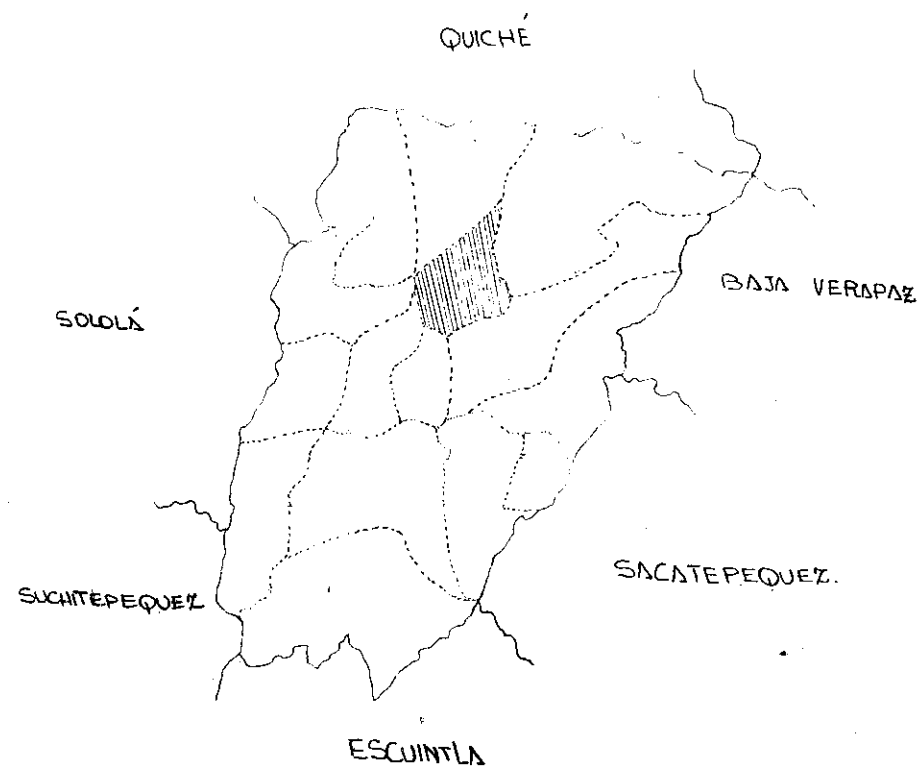 QUICHÉ
BAJA VERAPAZ
SOLOLÁ
SACATEPEQUEZ.
SUCHITEPEQUEZ
ESCUINTLA